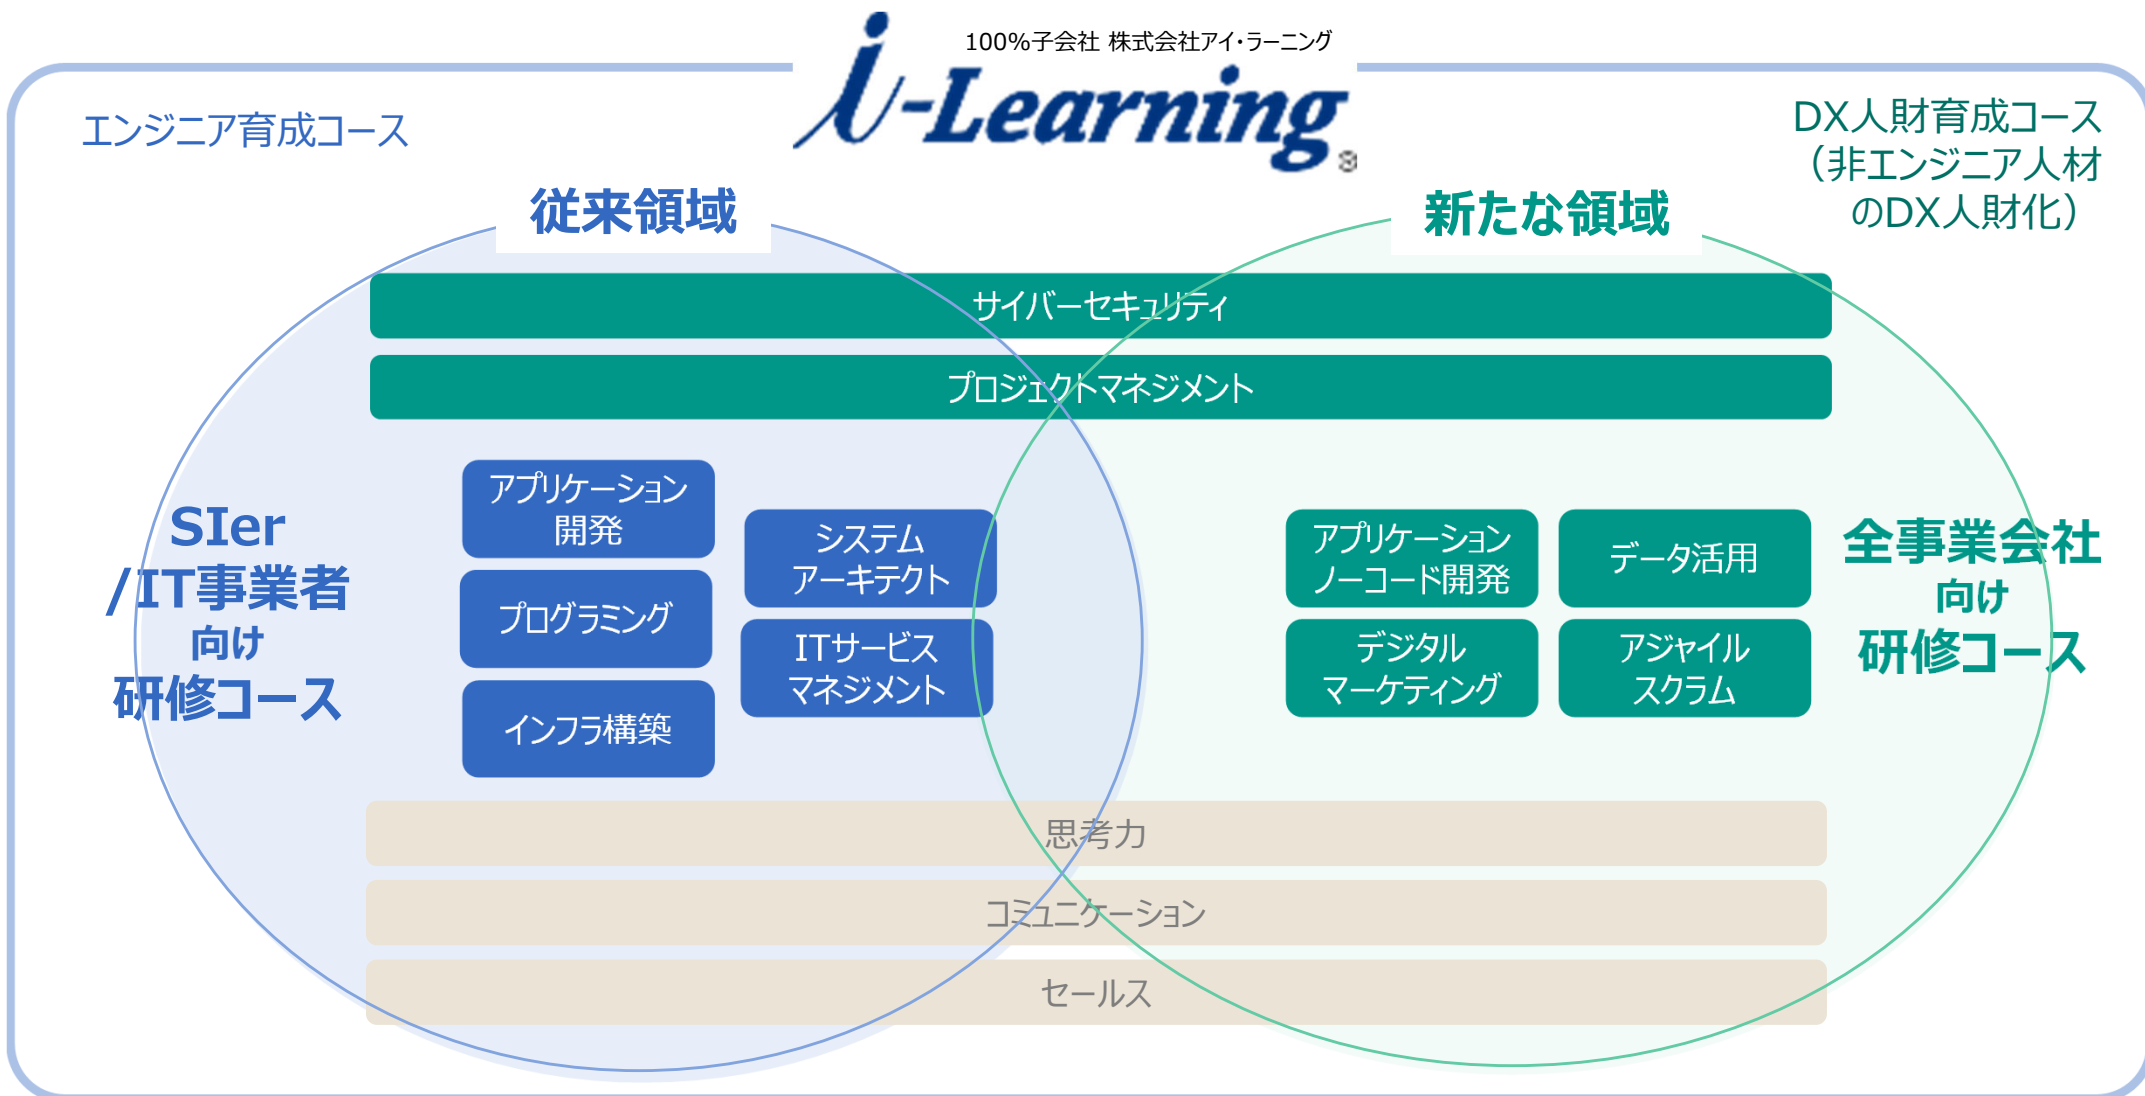 100%子会社 株式会社アイ・ラーニング
i-Learning®
エンジニア育成コース
DX人財育成コース
（非エンジニア人材
のDX人財化）
従来領域
新たな領域
サイバーセキュリティ
プロジェクトマネジメント
SIer
/IT事業者
向け
研修コース
アプリケーション
開発
プログラミング
インフラ構築
システム
アーキテクト
ITサービス
マネジメント
アプリケーション
ノーコード開発
データ活用
デジタル
マーケティング
アジャイル
スクラム
全事業会社
向け
研修コース
思考力
コミュニケーション
セールス